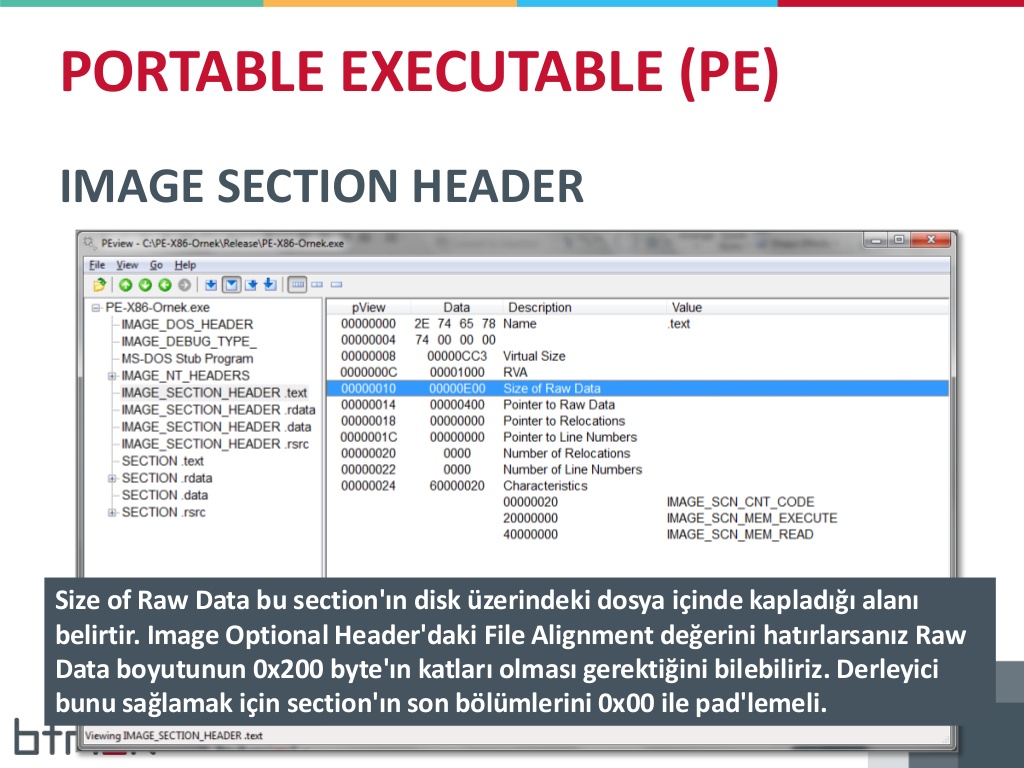 PORTABLE EXECUTABLE (PE)
IMAGE SECTION HEADER
PEview - C:\PE-X86-Ornek\Release\PE-X86-Ornek.exe
File View Go Help
PE-X86-Ornek.exe
IMAGE_DOS_HEADER
IMAGE_DEBUG_TYPE_
MS-DOS Stub Program
IMAGE_NT_HEADERS
IMAGE_SECTION_HEADER .text
IMAGE_SECTION_HEADER .rdata
IMAGE_SECTION_HEADER .data
IMAGE_SECTION_HEADER .rsrc
SECTION .text
SECTION .rdata
SECTION .data
SECTION .rsrc
pView Data Description Value
00000000 2E 74 65 78 Name .text
00000004 74 00 00 00
00000008 00000CC3 Virtual Size
0000000C 00001000 RVA
00000010 00000E00 Size of Raw Data
00000014 00000400 Pointer to Raw Data
00000018 00000000 Pointer to Relocations
0000001C 00000000 Pointer to Line Numbers
00000020 0000 Number of Relocations
00000022 0000 Number of Line Numbers
00000024 60000020 Characteristics
00000020 IMAGE_SCN_CNT_CODE
20000000 IMAGE_SCN_MEM_EXECUTE
40000000 IMAGE_SCN_MEM_READ
Size of Raw Data bu section'ın disk üzerindeki dosya içinde kapladığı alanı
belirtir. Image Optional Header'daki File Alignment değerini hatırlarsanız Raw
Data boyutunun 0x200 byte'ın katları olması gerektiğini bilebiliriz. Derleyici
bunu sağlamak için section'ın son bölümlerini 0x00 ile pad'lemeli.
Viewing IMAGE_SECTION_HEADER .text